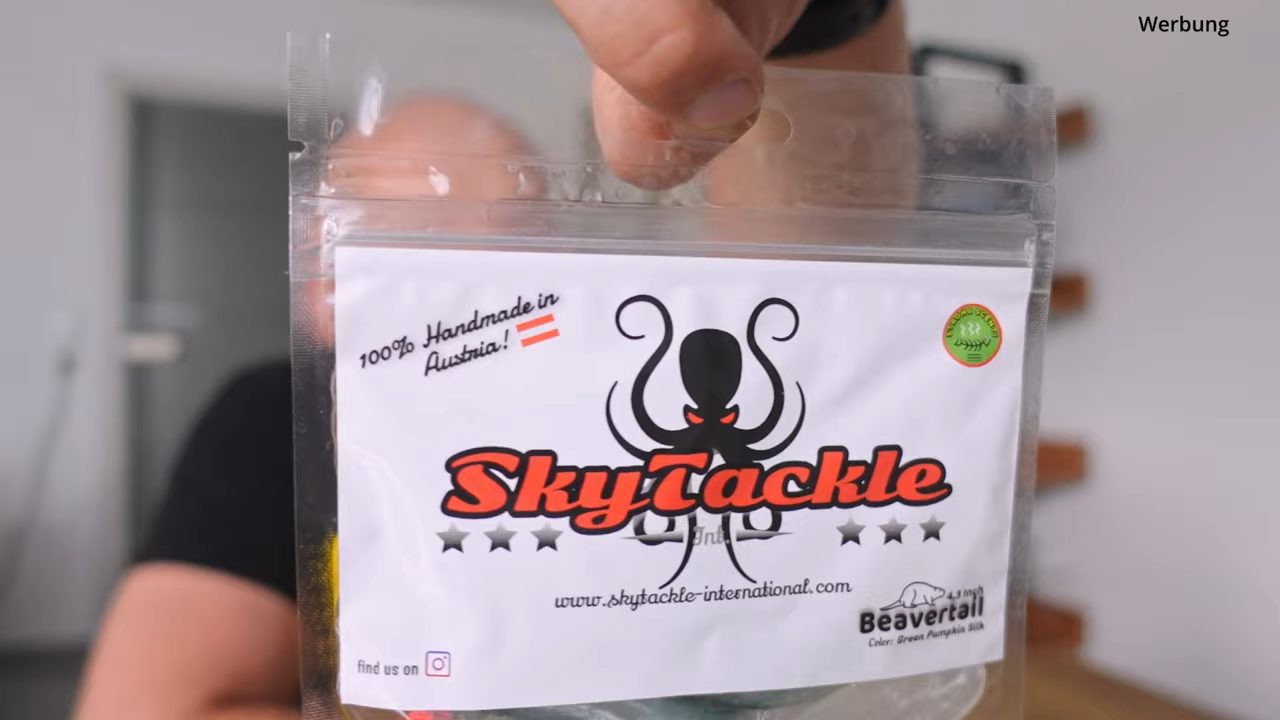 Werbung
100% Handmade in
Austria!
SkyTackle
Int.
www.skytackle-international.com
4,3 Inch
Beavertail
Color: Green Pumpkin Silk
find us on